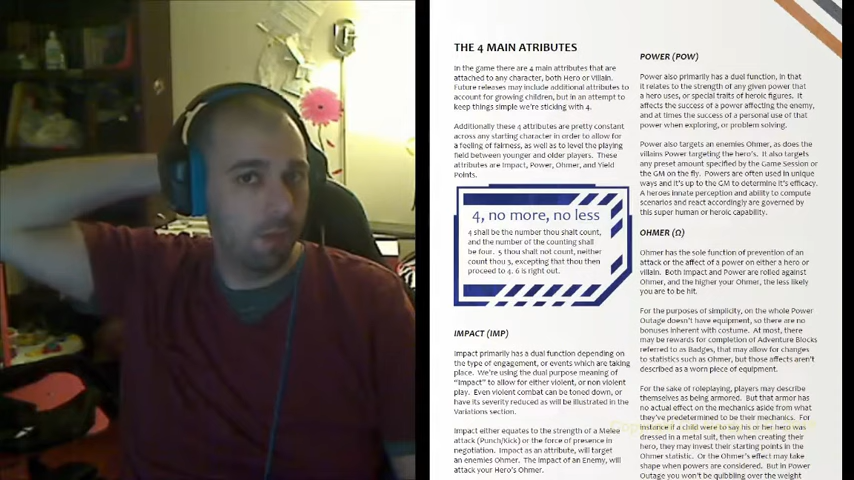 THE 4 MAIN ATRIBUTES
In the game there are 4 main attributes that are
attached to any character, both Hero or Villain.
Future releases may include additional attributes to
account for growing children, but in an attempt to
keep things simple we're sticking with 4.
Additionally these 4 attributes are pretty constant
across any starting character in order to allow for
a feeling of fairness, as well as to level the playing
field between younger and older players. These
attributes are Impact, Power, Ohmer, and Yield
Points.
4, no more, no less
4 shall be the number thou shalt count,
and the number of the counting shall
be four. 5 thou shalt not count, neither
count thou 3, excepting that thou then
proceed to 4. 6 is right out.
IMPACT (IMP)
Impact primarily has a dual function depending on
the type of engagement, or events which are taking
place. We're using the dual purpose meaning of
"Impact" to allow for either violent, or non violent
play. Even violent combat can be toned down, or
have its severity reduced as will be illustrated in the
Variations section.
Impact either equates to the strength of a Melee
attack (Punch/Kick) or the force of presence in
negotiation. Impact as an attribute, will target
an enemies Ohmer. The Impact of an Enemy, will
attack your Hero's Ohmer.
POWER (POW)
Power also primarily has a dual function, in that
it relates to the strength of any given power that
a hero uses, or special traits of heroic figures. It
affects the success of a power affecting the enemy,
and at times the success of a personal use of that
power when exploring, or problem solving.
Power also targets an enemies Ohmer, as does the
villains Power targeting the hero's. It also targets
any preset amount specified by the Game Session or
the GM on the fly. Powers are often used in unique
ways and it's up to the GM to determine it's efficacy.
A heroes innate perception and ability to compute
scenarios and react accordingly are governed by
this super human or heroic capability.
OHMER (Ω)
Ohmer has the sole function of prevention of an
attack or the affect of a power on either a hero or
villain. Both Impact and Power are rolled against
Ohmer, and the higher your Ohmer, the less likely
you are to be hit.
For the purposes of simplicity, on the whole Power
Outage doesn't have equipment, so there are no
bonuses inherent with costume. At most, there
may be rewards for completion of Adventure Blocks
referred to as Badges, that may allow for changes
to statistics such as Ohmer, but those affects aren't
described as a worn piece of equipment.
For the sake of roleplaying, players may describe
themselves as being armored. But that armor has
no actual effect on the mechanics aside from what
they've predetermined to be their mechanics. For
instance if a child were to say his or her hero was
dressed in a metal suit, then when creating their
hero, they may invest their starting points in the
Ohmer statistic. Or the Ohmer's effect may take
shape when powers are considered. But in Power
Outage you won't be quibbling over the weight